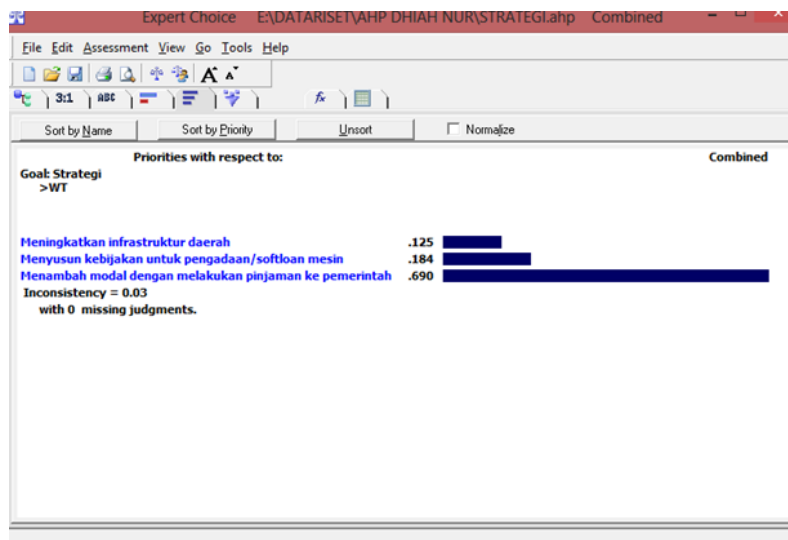 Expert Choice E:\DATARISET\AHP DHIAH NUR\STRATEGI.ahp Combined
File Edit Assessment View Go Tools Help
A A
3:1 ABC fx
Sort by Name Sort by Priority Unsort Normalize
Priorities with respect to: Combined
Goal: Strategi
>WT
Meningkatkan infrastruktur daerah .125
Menyusun kebijakan untuk pengadaan/softloan mesin .184
Menambah modal dengan melakukan pinjaman ke pemerintah .690
Inconsistency = 0.03
with 0 missing judgments.